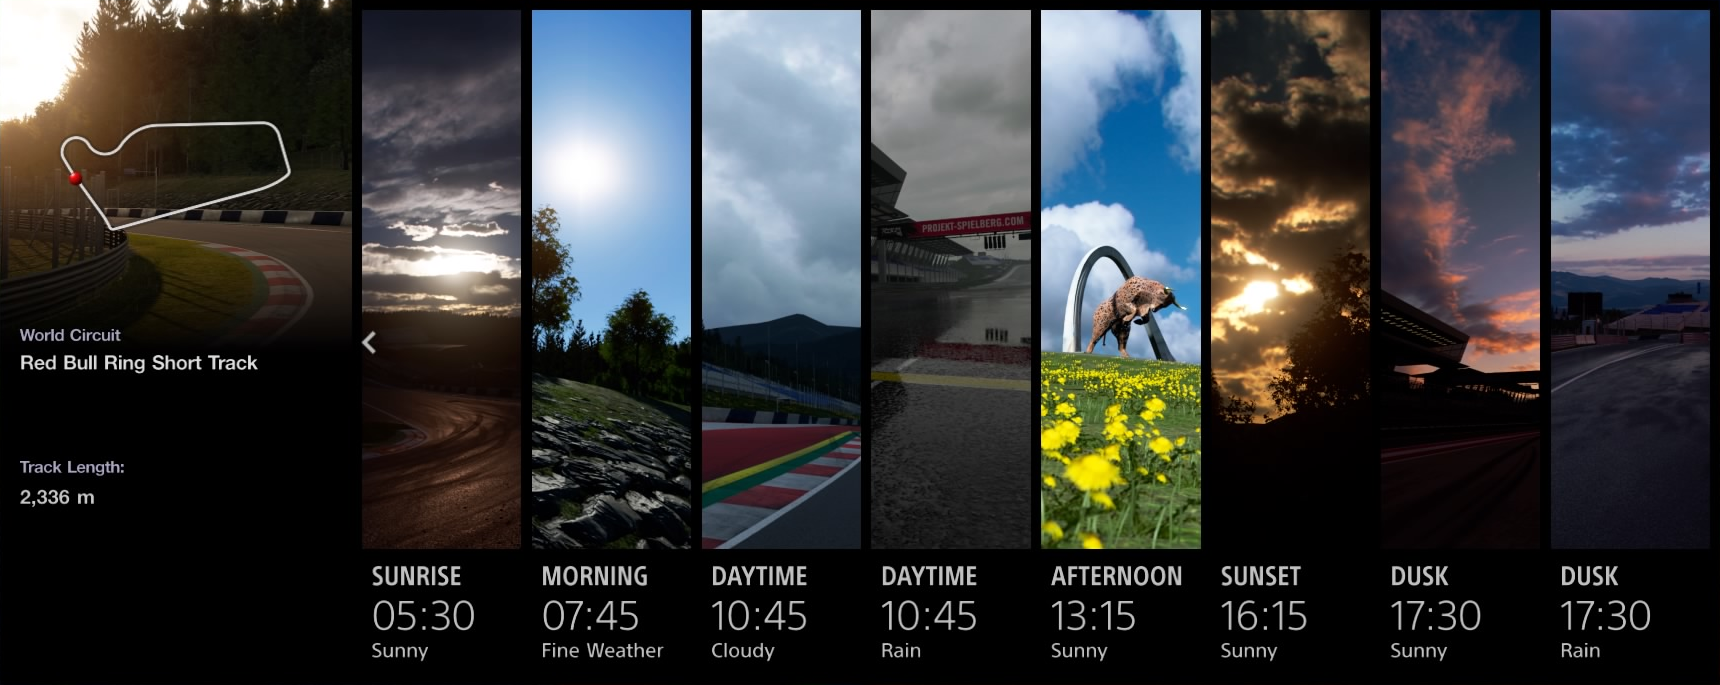 World Circuit
Red Bull Ring Short Track
Track Length:
2,336 m
PROJEKT-SPIELBERG.COM
SUNRISE
05:30
Sunny
MORNING
07:45
Fine Weather
DAYTIME
10:45
Cloudy
DAYTIME
10:45
Rain
AFTERNOON
13:15
Sunny
SUNSET
16:15
Sunny
DUSK
17:30
Sunny
DUSK
17:30
Rain